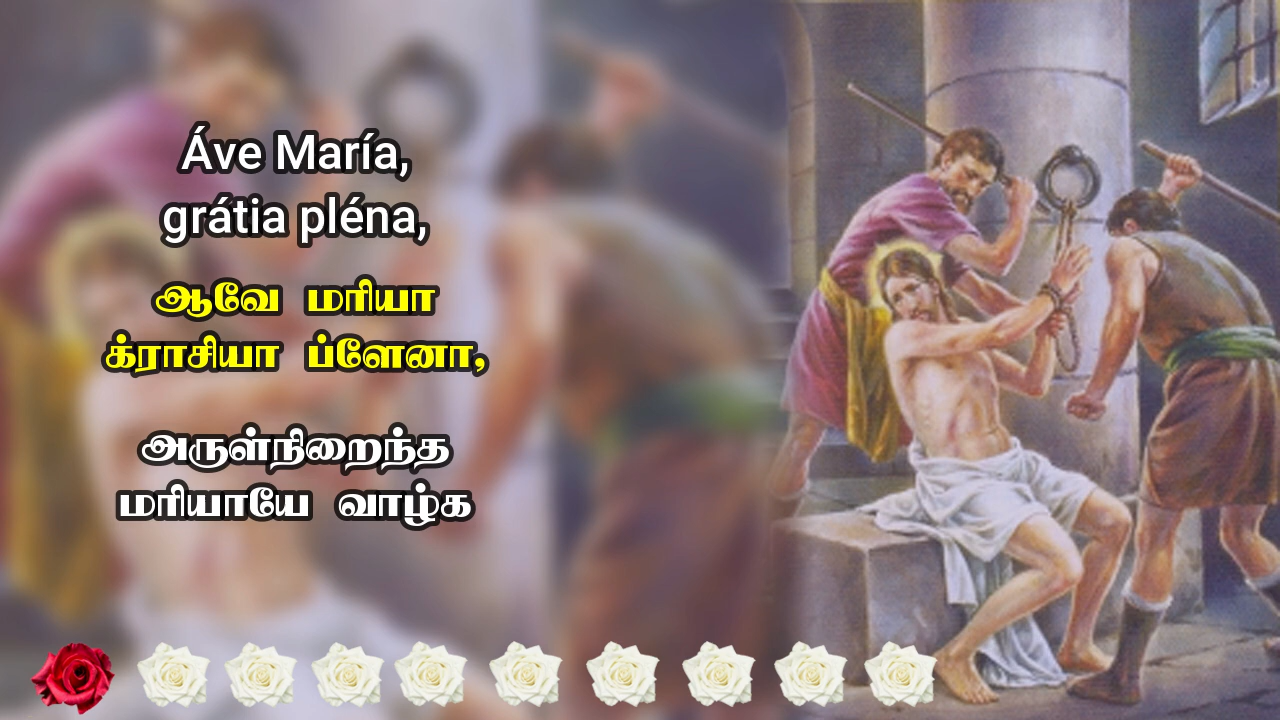 Áve María,
grátia pléna,
ஆவே மரியா
க்ராசியா ப்ளேனா,
அருள்நிறைந்த
மரியாயே வாழ்க